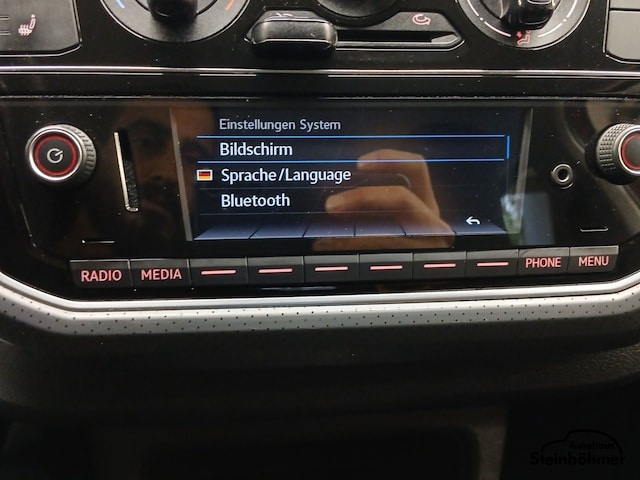 Einstellungen System
Bildschirm
Sprache/Language
Bluetooth
RADIO MEDIA PHONE MENU
Autohaus
Steinböhmer